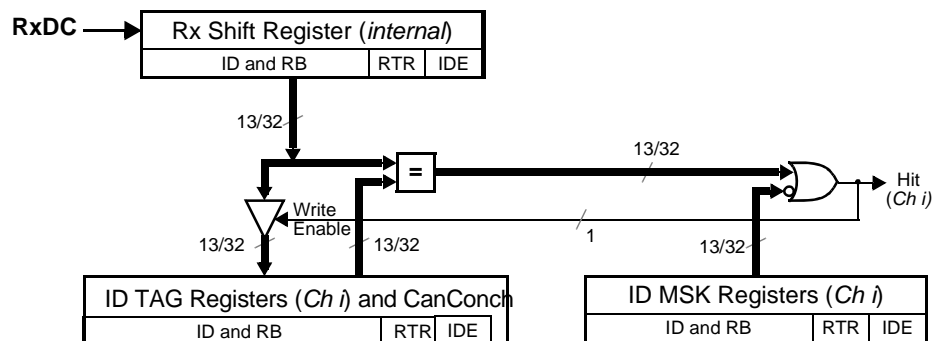 RxDC
Rx Shift Register (internal)
ID and RB RTR IDE
13/32
=
13/32
Hit
(Ch i)
Write
Enable
1
13/32
13/32
13/32
ID TAG Registers (Ch i) and CanConch
ID and RB RTR IDE
ID MSK Registers (Ch i)
ID and RB RTR IDE